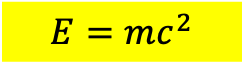 E = mc²